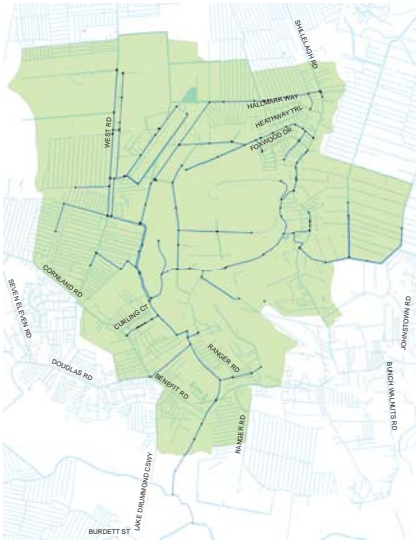 SHILLELAGH RD
HALLMARK WAY
HEATHWAY TRL
FOXWOOD DR
WEST RD
CORNLAND RD
SEVEN ELEVEN RD
JOHNSTOWN RD
CURLING CT
RANGER RD
DOUGLAS RD
BENEFIT RD
BUNCH WALNUTS RD
RANGER RD
LAKE DRUMMOND CSWY
BURDETT ST